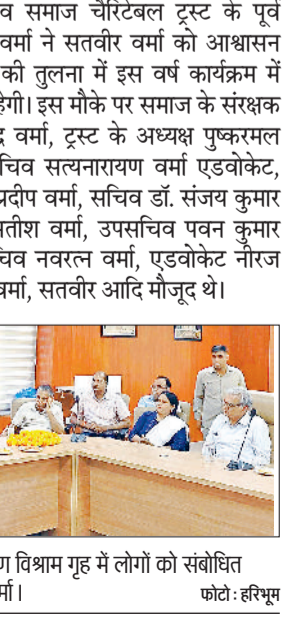 व समाज चैरिटेबल ट्रस्ट के पूर्व
वर्मा ने सतवीर वर्मा को आश्वासन
की तुलना में इस वर्ष कार्यक्रम में
हेगी। इस मौके पर समाज के संरक्षक
द्र वर्मा, ट्रस्ट के अध्यक्ष पुष्करमल
चिव सत्यनारायण वर्मा एडवोकेट,
प्रदीप वर्मा, सचिव डॉ. संजय कुमार
तीश वर्मा, उपसचिव पवन कुमार
चिव नवरत्न वर्मा, एडवोकेट नीरज
वर्मा, सतवीर आदि मौजूद थे।
ण विश्राम गृह में लोगों को संबोधित
र्मा।
फोटो : हरिभूम